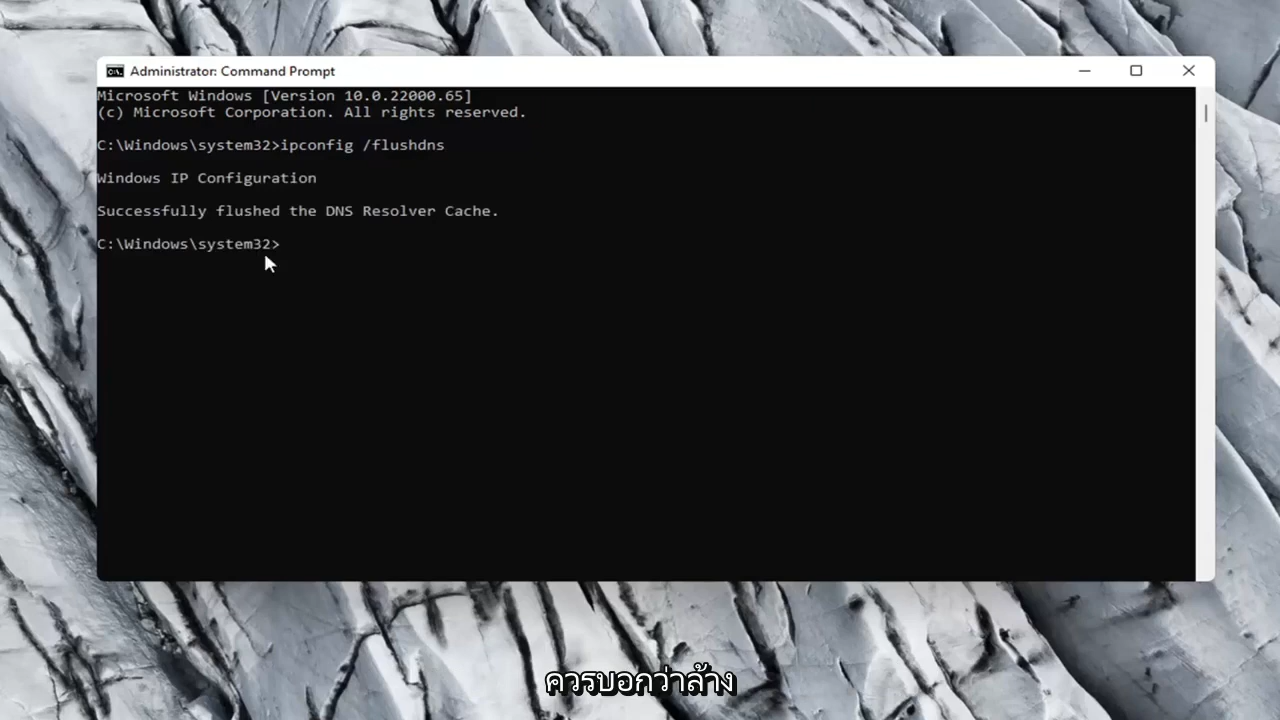 Administrator: Command Prompt
Microsoft Windows [Version 10.0.22000.65]
(c) Microsoft Corporation. All rights reserved.
C:\Windows\system32>ipconfig /flushdns
Windows IP Configuration
Successfully flushed the DNS Resolver Cache.
C:\Windows\system32>
ควรบอกว่าล้าง